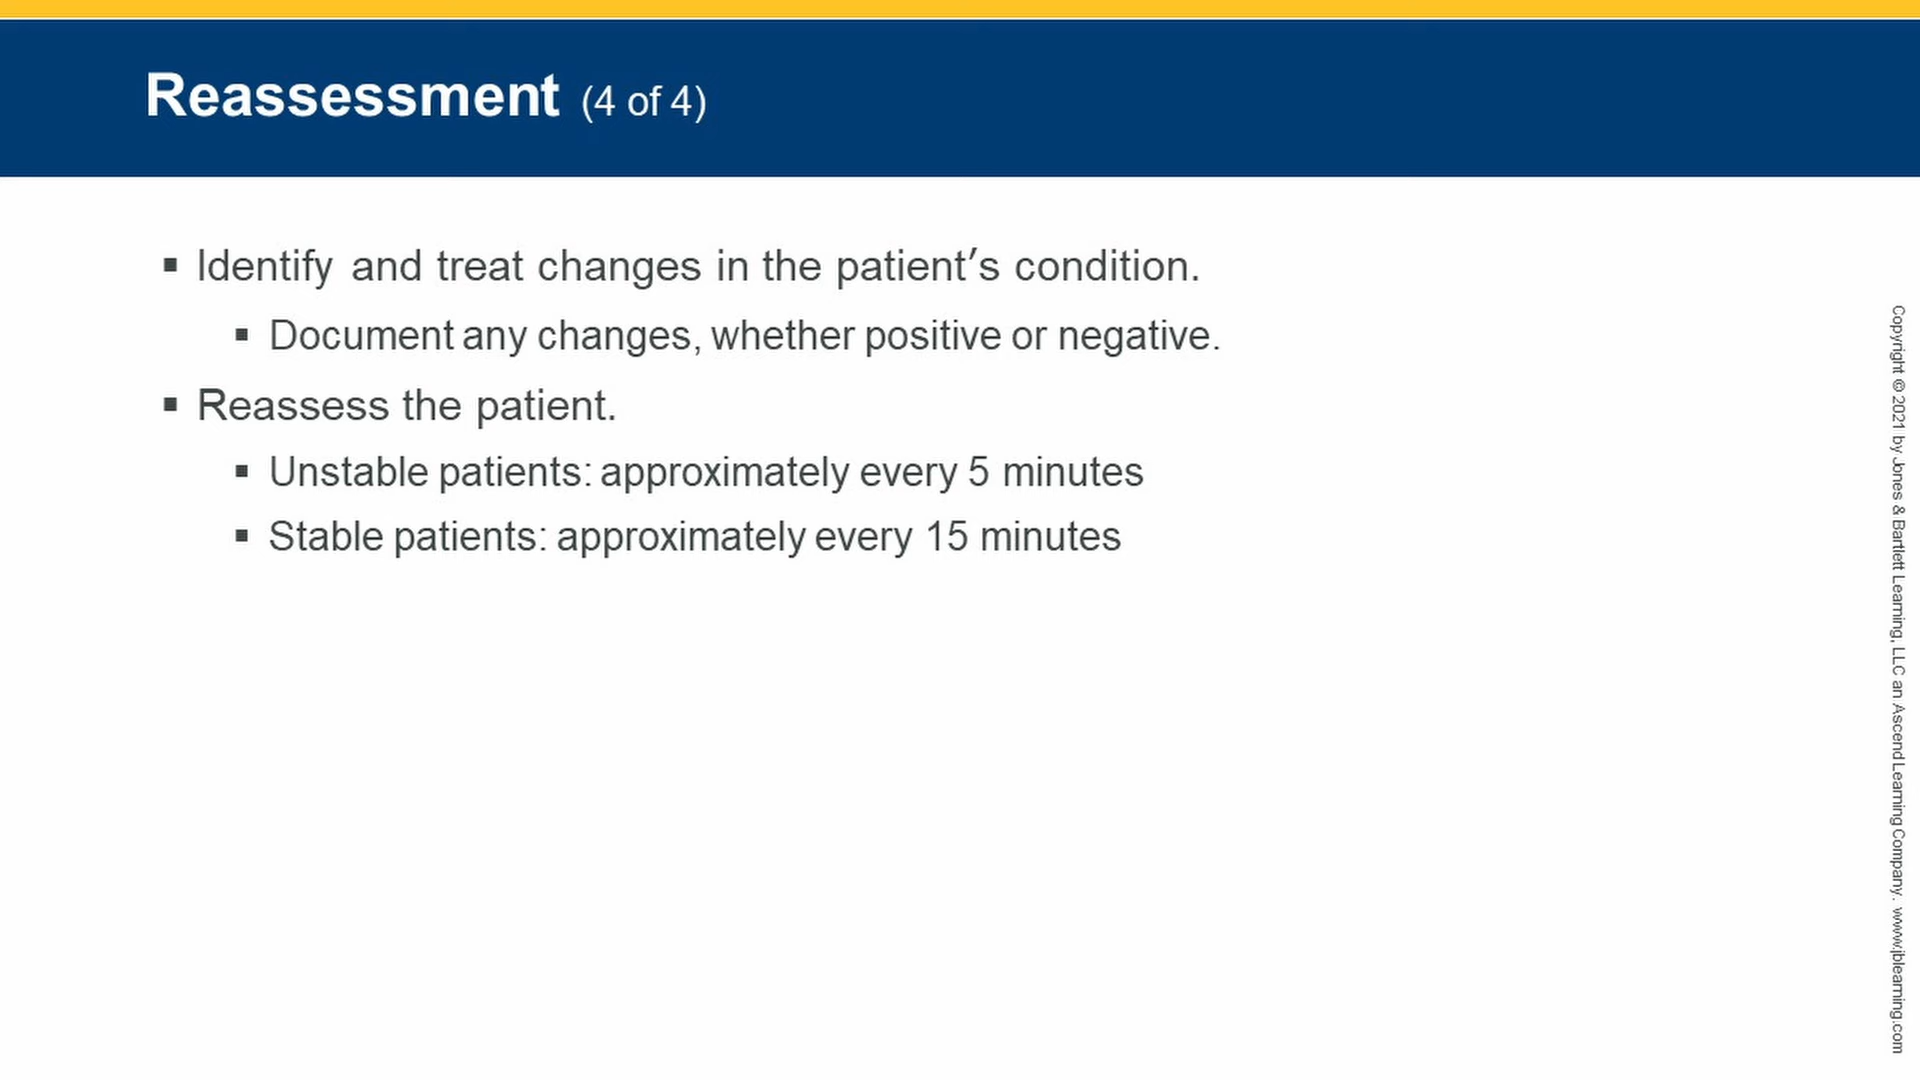 Reassessment (4 of 4)
▪ Identify and treat changes in the patient′s condition.
▪ Document any changes, whether positive or negative.
▪ Reassess the patient.
▪ Unstable patients: approximately every 5 minutes
▪ Stable patients: approximately every 15 minutes
Copyright © 2021 by Jones & Bartlett Learning, LLC an Ascend Learning Company. www.jblearning.com